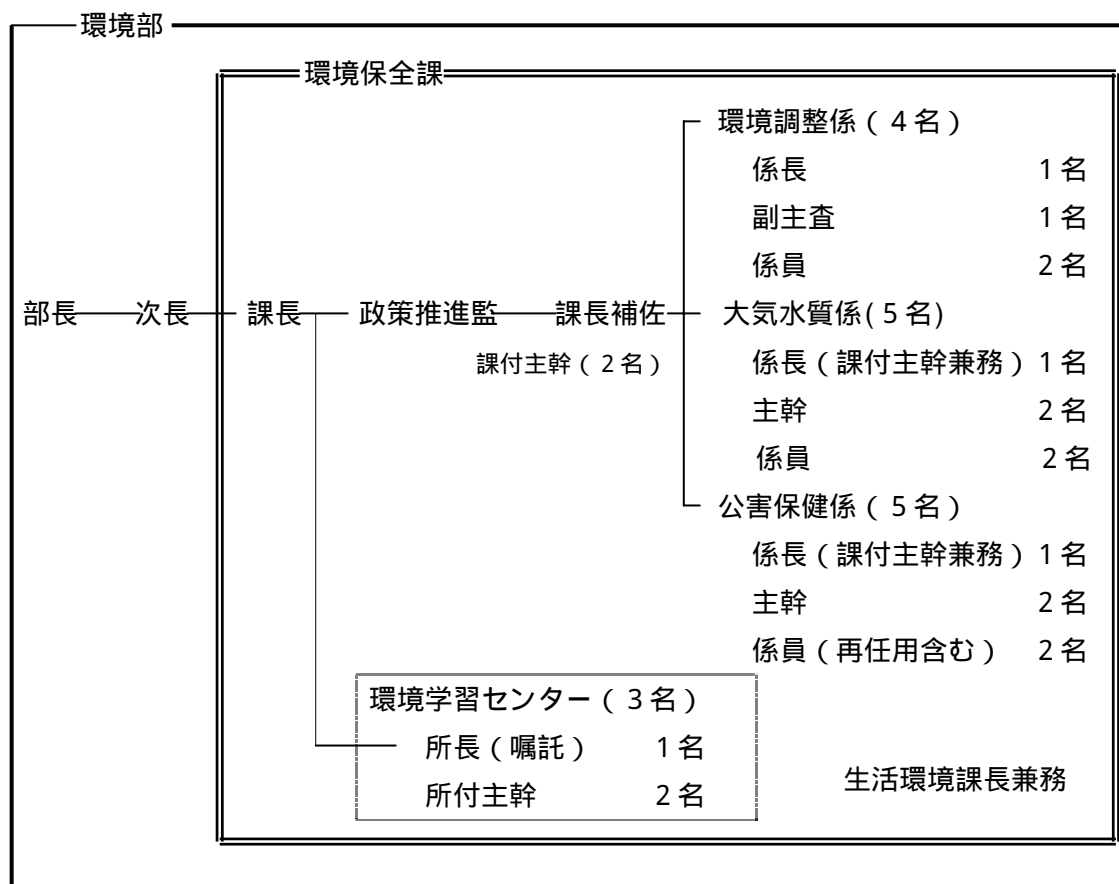 環境部
環境保全課
環境調整係（４名）
係長 1名
副主査 1名
係員 2名
部長 次長 課長 政策推進監 課長補佐 大気水質係(５名)
課付主幹（２名）
係長（課付主幹兼務） 1名
主幹 2名
係員 2名
公害保健係（５名）
係長（課付主幹兼務） 1名
主幹 2名
係員（再任用含む） 2名
環境学習センター（３名）
所長（嘱託） 1名
所付主幹 2名
生活環境課長兼務